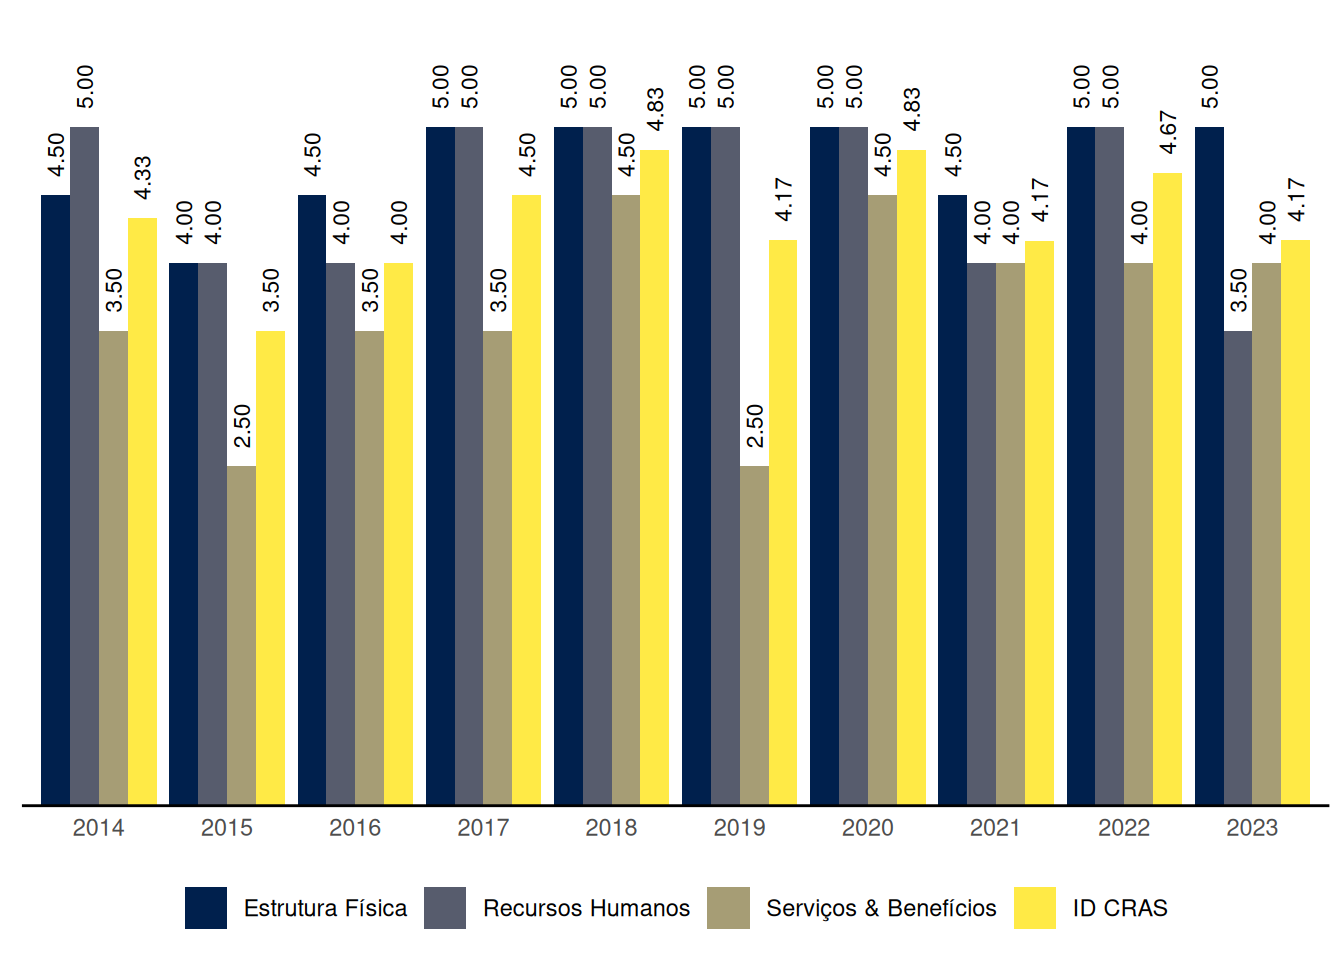 4.50 5.00 3.50 4.33
4.00 4.00 2.50 3.50
4.50 4.00 3.50 4.00
5.00 5.00 3.50 4.50
5.00 5.00 4.50 4.83
5.00 5.00 2.50 4.17
5.00 5.00 4.50 4.83
4.50 4.00 4.00 4.17
5.00 5.00 4.00 4.67
5.00 3.50 4.00 4.17
2014 2015 2016 2017 2018 2019 2020 2021 2022 2023
Estrutura Física Recursos Humanos Serviços & Benefícios ID CRAS